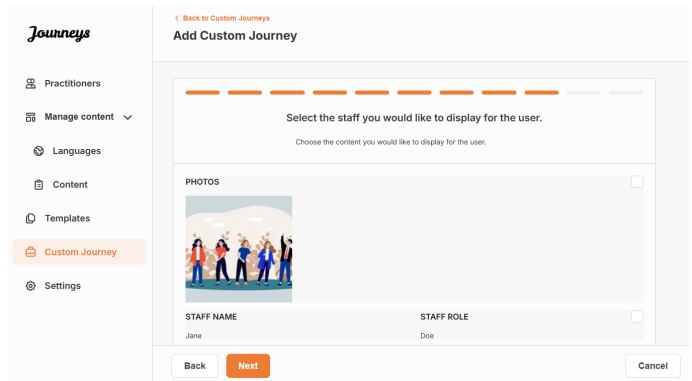 Journeys
< Back to Custom Journeys
Add Custom Journey
Practitioners
Manage content
Languages
Content
Templates
Custom Journey
Settings
Select the staff you would like to display for the user.
Choose the content you would like to display for the user.
PHOTOS
STAFF NAME STAFF ROLE
Jane Doe
Back Next Cancel